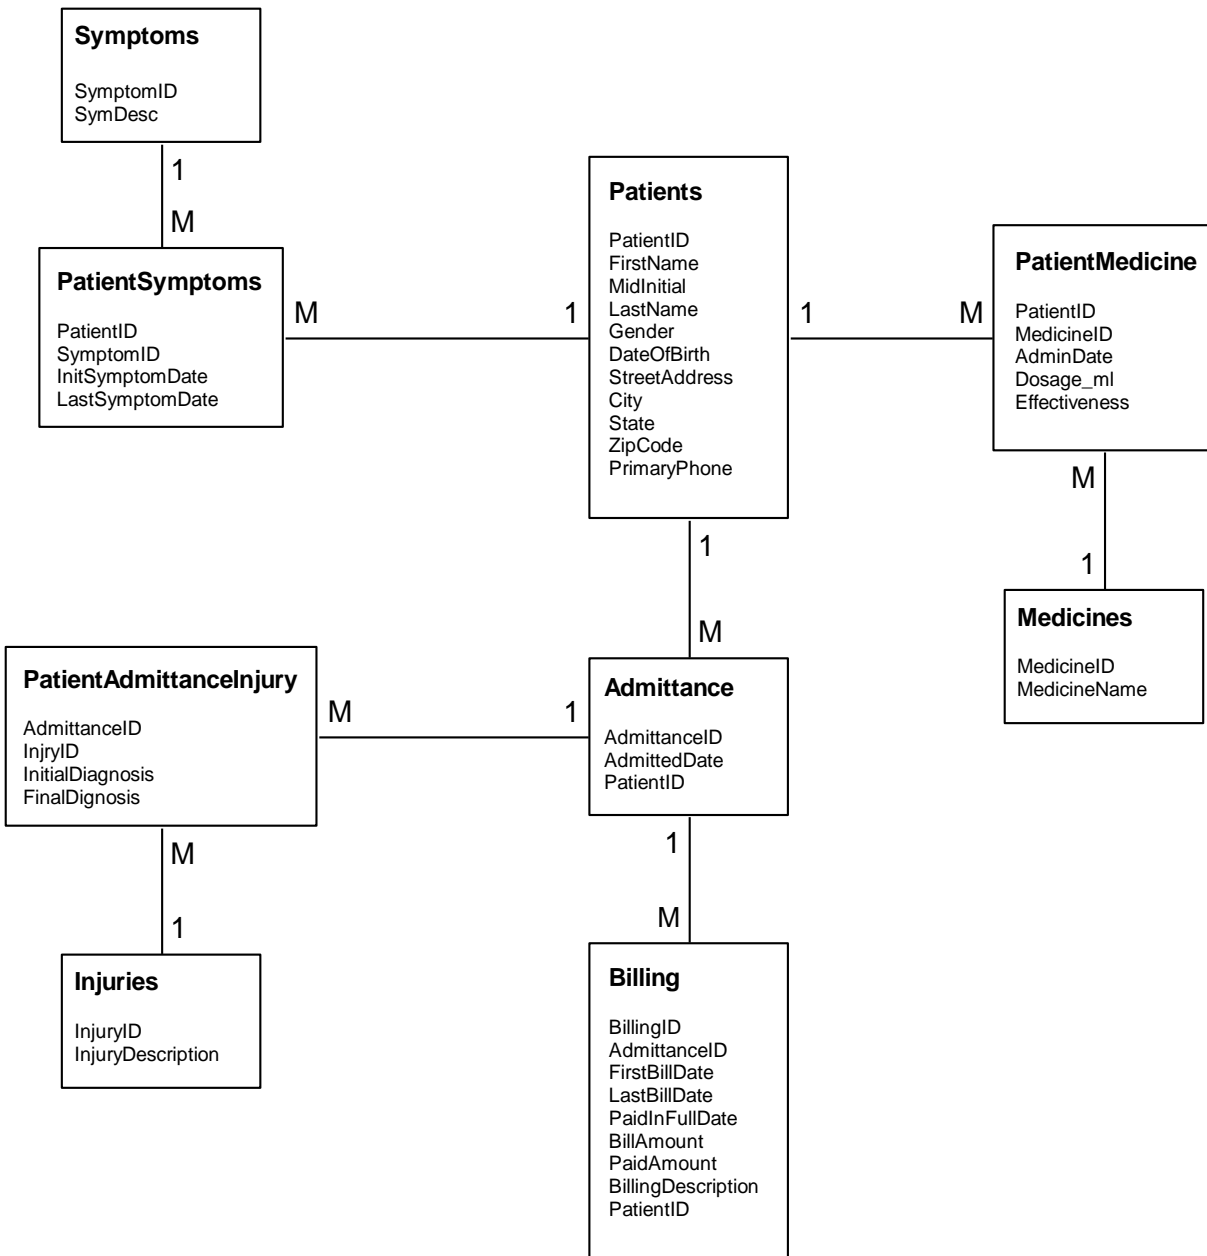 Symptoms
SymptomID
SymDesc
1
M
PatientSymptoms
PatientID
SymptomID
InitSymptomDate
LastSymptomDate
M
1
Patients
PatientID
FirstName
MidInitial
LastName
Gender
DateOfBirth
StreetAddress
City
State
ZipCode
PrimaryPhone
1
M
PatientMedicine
PatientID
MedicineID
AdminDate
Dosage_ml
Effectiveness
M
1
Medicines
MedicineID
MedicineName
1
M
Admittance
AdmittanceID
AdmittedDate
PatientID
1
M
PatientAdmittanceInjury
AdmittanceID
InjryID
InitialDiagnosis
FinalDignosis
M
1
Injuries
InjuryID
InjuryDescription
1
M
Billing
BillingID
AdmittanceID
FirstBillDate
LastBillDate
PaidInFullDate
BillAmount
PaidAmount
BillingDescription
PatientID